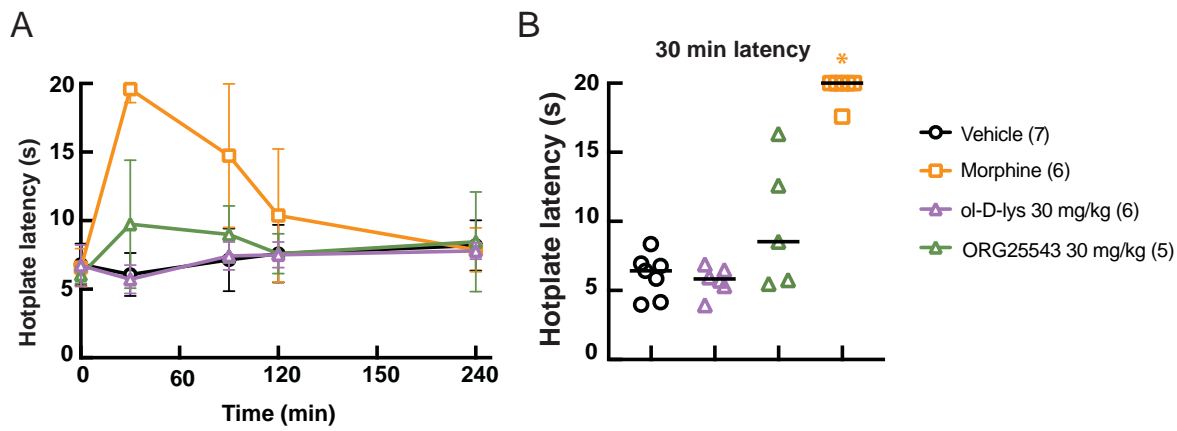 A
Hotplate latency (s)
20
15
10
5
0
0
60
120
150
240
Time (min)
B
30 min latency
*
Hotplate latency (s)
20
15
10
5
0
Vehicle (7)
Morphine (6)
ol-D-lys 30 mg/kg (6)
ORG25543 30 mg/kg (5)